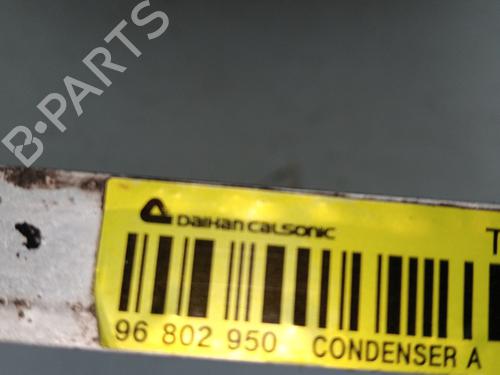 B-PARTS
Daihan calsonic
T
96 802 950 CONDENSER A